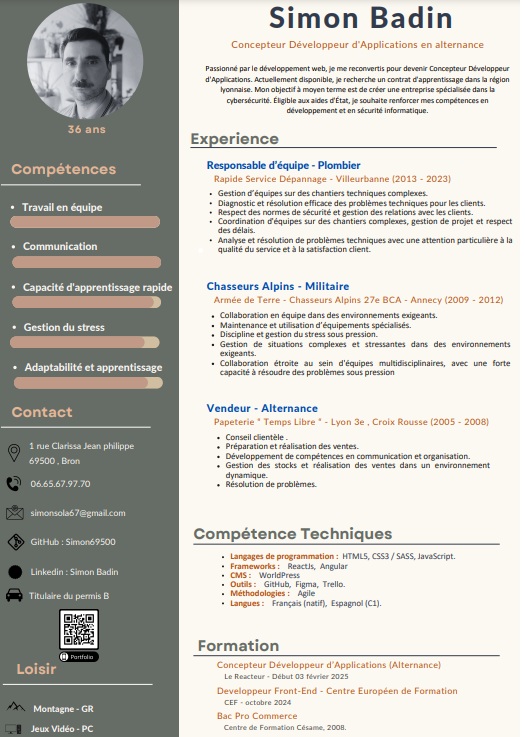 36 ans
Compétences
• Travail en équipe
• Communication
• Capacité d'apprentissage rapide
• Gestion du stress
• Adaptabilité et apprentissage
Contact
1 rue Clarissa Jean philippe
69500 , Bron
06.65.67.97.70
simonsola67@gmail.com
GitHub : Simon69500
Linkedin : Simon Badin
Titulaire du permis B
Portfolio
Loisir
Montagne - GR
Jeux Vidéo - PC
Simon Badin
Concepteur Développeur d'Applications en alternance
Passionné par le développement web, je me reconvertis pour devenir Concepteur Développeur
d'Applications. Actuellement disponible, je recherche un contrat d'apprentissage dans la région
lyonnaise. Mon objectif à moyen terme est de créer une entreprise spécialisée dans la
cybersécurité. Éligible aux aides d'État, je souhaite renforcer mes compétences en
développement et en sécurité informatique.
Experience
Responsable d'équipe - Plombier
Rapide Service Dépannage - Villeurbanne (2013 - 2023)
• Gestion d'équipes sur des chantiers techniques complexes.
• Diagnostic et résolution efficace des problèmes techniques pour les clients.
• Respect des normes de sécurité et gestion des relations avec les clients.
• Coordination d'équipes sur des chantiers complexes, gestion de projet et respect
des délais.
• Analyse et résolution de problèmes techniques avec une attention particulière à la
qualité du service et à la satisfaction client.
Chasseurs Alpins - Militaire
Armée de Terre - Chasseurs Alpins 27e BCA - Annecy (2009 - 2012)
• Collaboration en équipe dans des environnements exigeants.
• Maintenance et utilisation d'équipements spécialisés.
• Discipline et gestion du stress sous pression.
• Gestion de situations complexes et stressantes dans des environnements
exigeants.
• Collaboration étroite au sein d'équipes multidisciplinaires, avec une forte
capacité à résoudre des problèmes sous pression
Vendeur - Alternance
Papeterie " Temps Libre " - Lyon 3e , Croix Rousse (2005 - 2008)
• Conseil clientèle .
• Préparation et réalisation des ventes.
• Développement de compétences en communication et organisation.
• Gestion des stocks et réalisation des ventes dans un environnement
dynamique.
• Résolution de problèmes.
Compétence Techniques
• Langages de programmation : HTML5, CSS3 / SASS, JavaScript.
• Frameworks : ReactJs, Angular
• CMS : WordPress
• Outils : GitHub, Figma, Trello.
• Méthodologies : Agile
• Langues : Français (natif), Espagnol (C1).
Formation
Concepteur Développeur d'Applications (Alternance)
Le Reacteur - Début 03 février 2025
Developpeur Front-End - Centre Européen de Formation
CEF - octobre 2024
Bac Pro Commerce
Centre de Formation Césame, 2008.